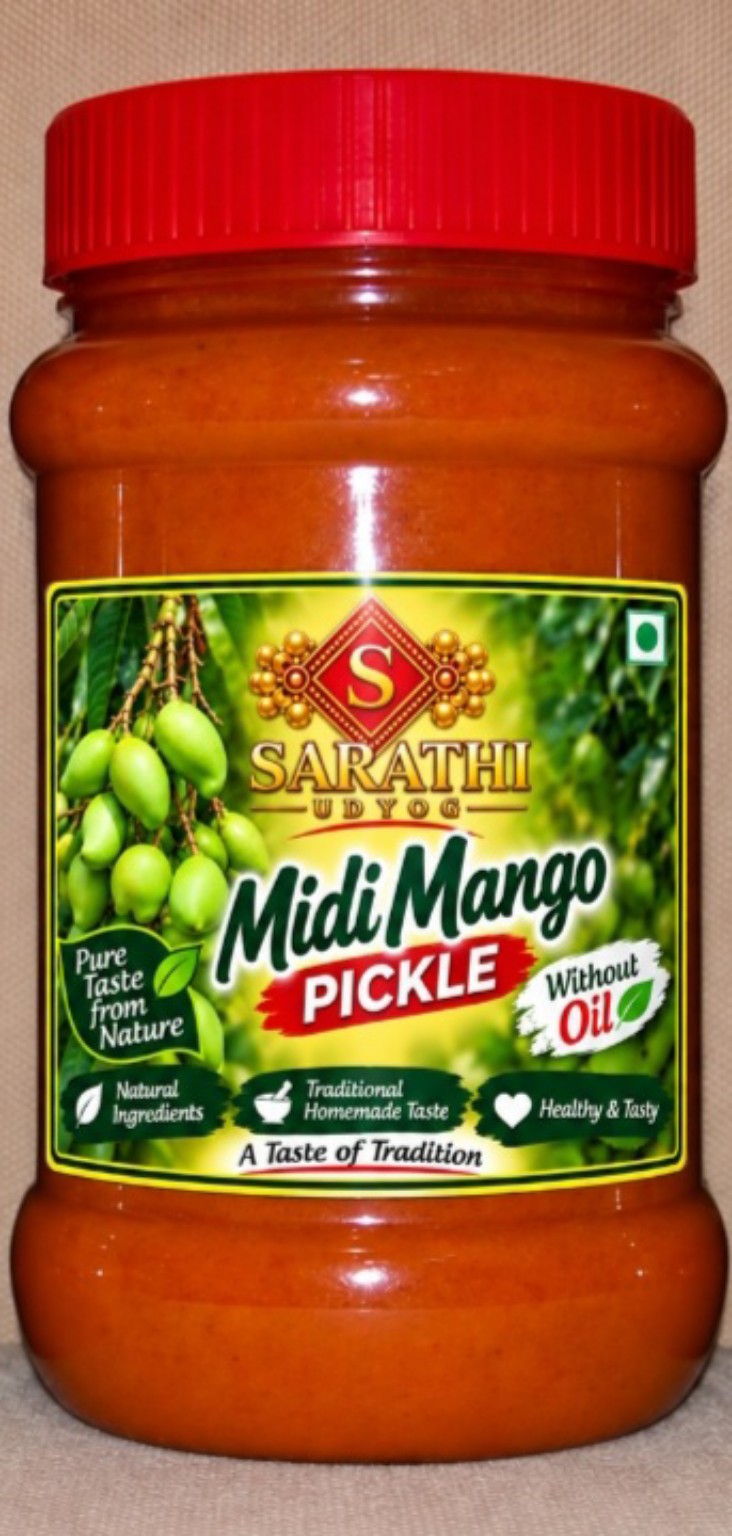 S
SARATHI
UDYOG
Midi Mango
PICKLE
Without
Oil
Pure
Taste
from
Nature
Natural
Ingredients
Traditional
Homemade Taste
Healthy & Tasty
A Taste of Tradition